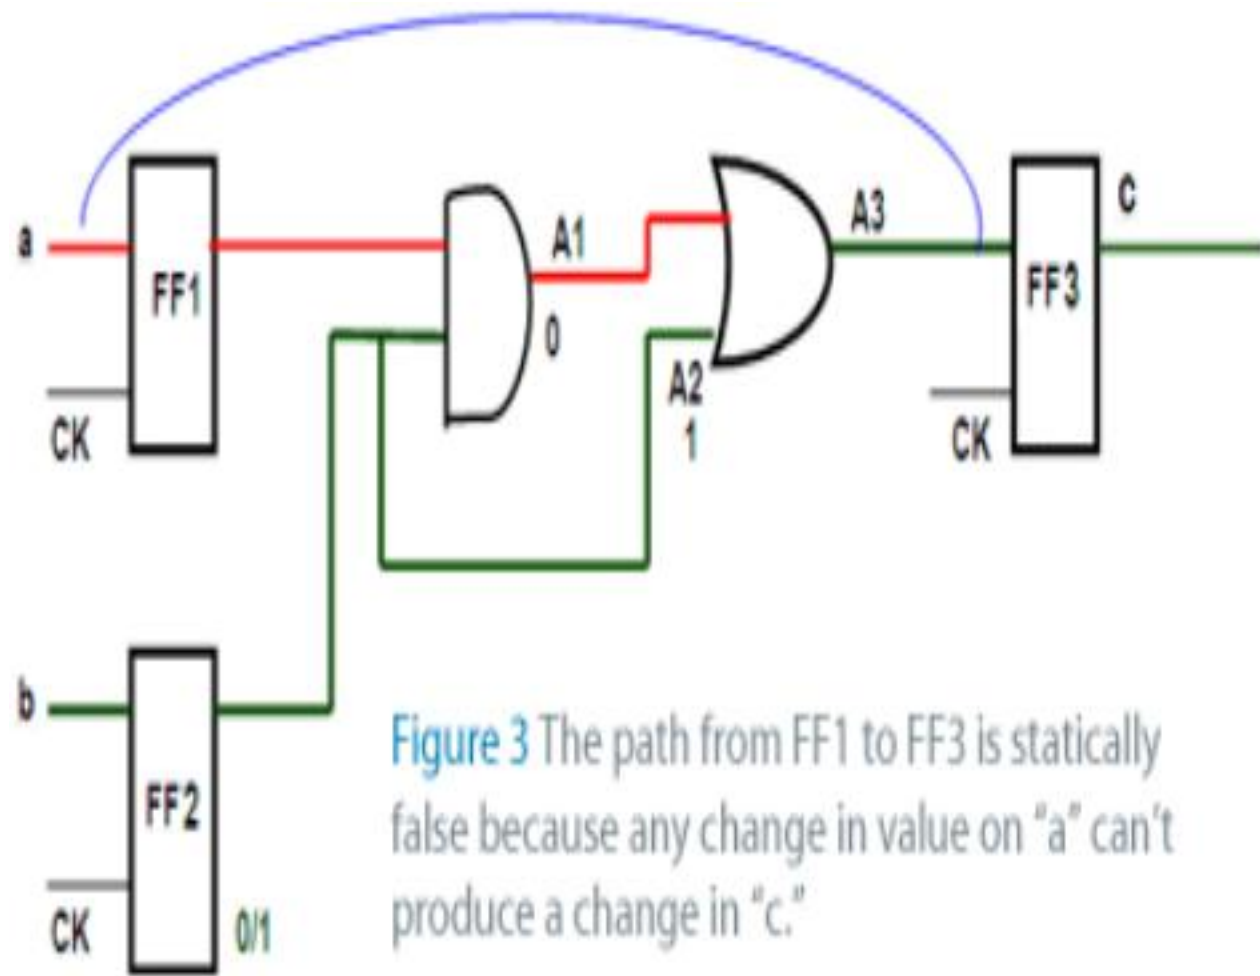 a
FF1
CK
A1
0
A2
1
A3
FF3
CK
C
b
FF2
CK
0/1
Figure 3 The path from FF1 to FF3 is statically
false because any change in value on “a” can’t
produce a change in “c.”